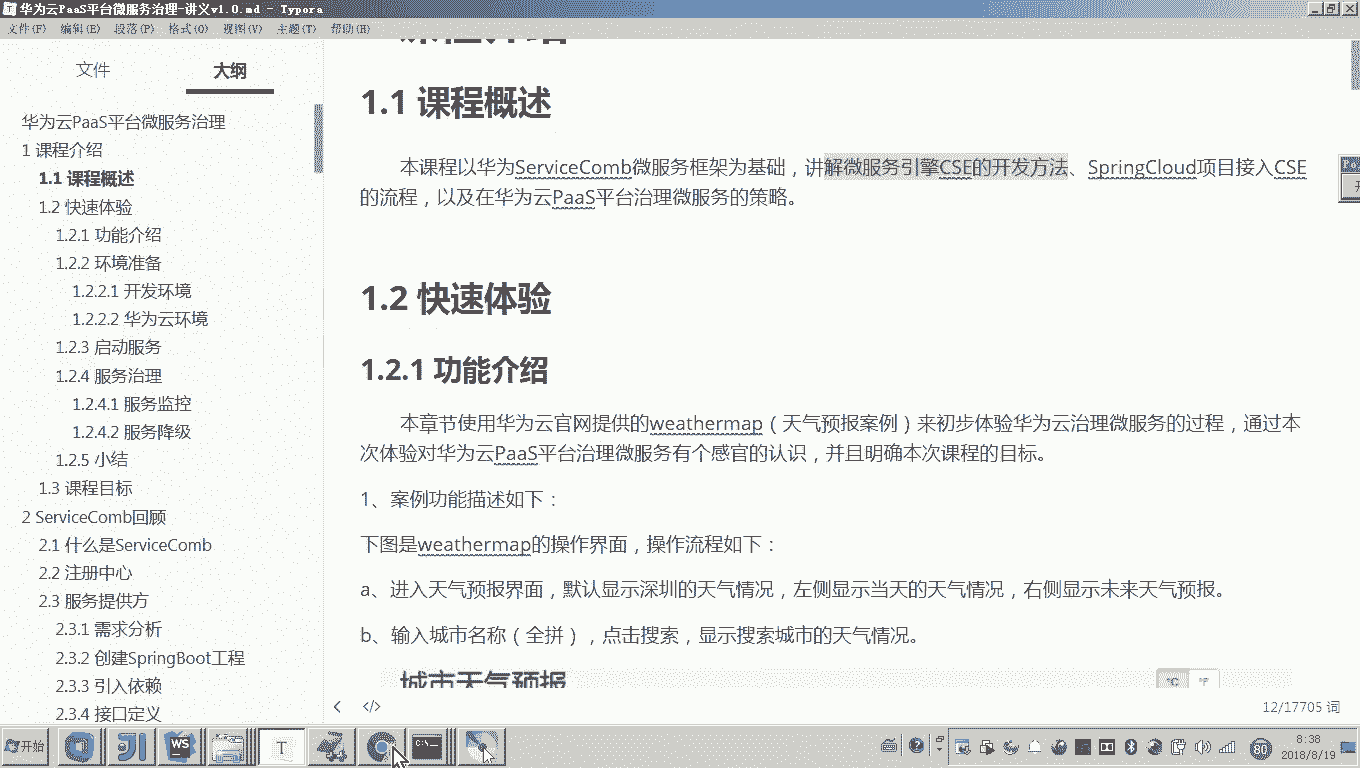 华为云PaaS平台微服务治理-讲义v1.0.md - Typora
文件(F) 编辑(E) 段落(P) 格式(O) 视图(V) 主题(T) 帮助(H)
文件 大纲
华为云PaaS平台微服务治理
1 课程介绍
1.1 课程概述
1.2 快速体验
1.2.1 功能介绍
1.2.2 环境准备
1.2.2.1 开发环境
1.2.2.2 华为云环境
1.2.3 启动服务
1.2.4 服务治理
1.2.4.1 服务监控
1.2.4.2 服务降级
1.2.5 小结
1.3 课程目标
2 ServiceComb回顾
2.1 什么是ServiceComb
2.2 注册中心
2.3 服务提供方
2.3.1 需求分析
2.3.2 创建SpringBoot工程
2.3.3 引入依赖
2.3.4 接口定义
1.1 课程概述
本课程以华为ServiceComb微服务框架为基础，讲解微服务引擎CSE的开发方法、SpringCloud项目接入CSE
的流程，以及在华为云PaaS平台治理微服务的策略。
1.2 快速体验
1.2.1 功能介绍
本章节使用华为云官网提供的weathermap（天气预报案例）来初步体验华为云治理微服务的过程，通过本
次体验对华为云PaaS平台治理微服务有个感官的认识，并且明确本次课程的目标。
1、案例功能描述如下：
下图是weathermap的操作界面，操作流程如下：
a、进入天气预报界面，默认显示深圳的天气情况，左侧显示当天的天气情况，右侧显示未来天气预报。
b、输入城市名称（全拼），点击搜索，显示搜索城市的天气情况。
城市天气预报
°C °F
12/17705 词
开始
WS
T
C:\
80
8:38
2018/8/19